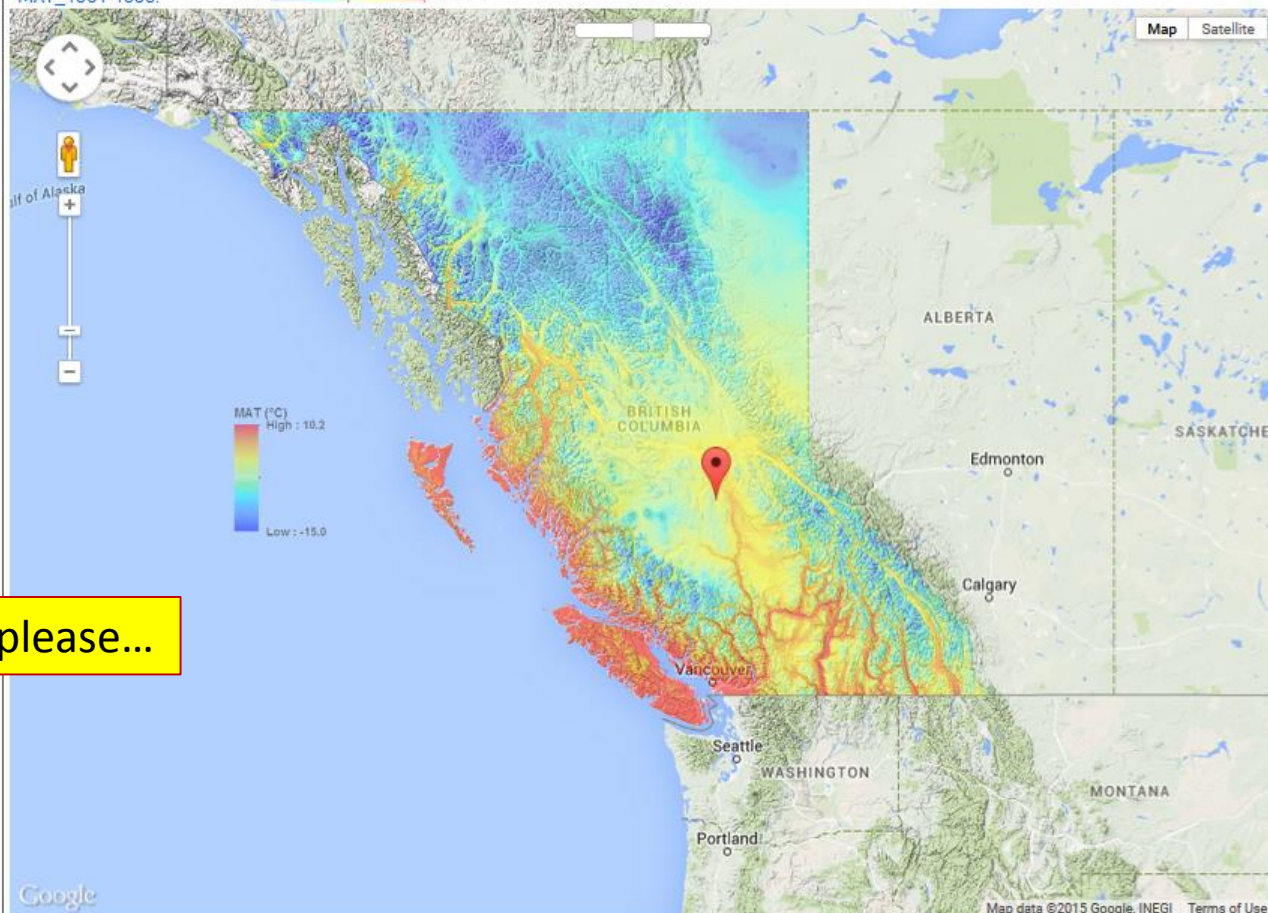 Map Satellite
lf of Alaska
ALBERTA
MAT (°C)
High : 10.2
BRITISH
COLUMBIA
SASKATCHE
Edmonton
Low : -15.0
Calgary
please...
Vancouver
Seattle
WASHINGTON
MONTANA
Portland
Google
Map data ©2015 Google, INEGI Terms of Use